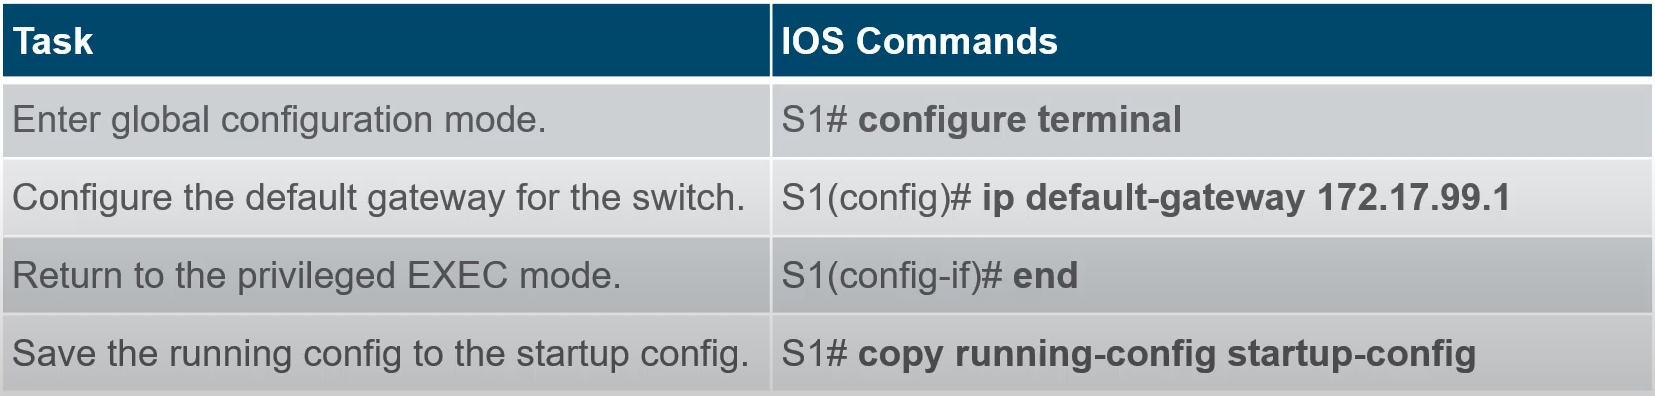 Task IOS Commands
Enter global configuration mode. S1# configure terminal
Configure the default gateway for the switch. S1(config)# ip default-gateway 172.17.99.1
Return to the privileged EXEC mode. S1(config-if)# end
Save the running config to the startup config. S1# copy running-config startup-config